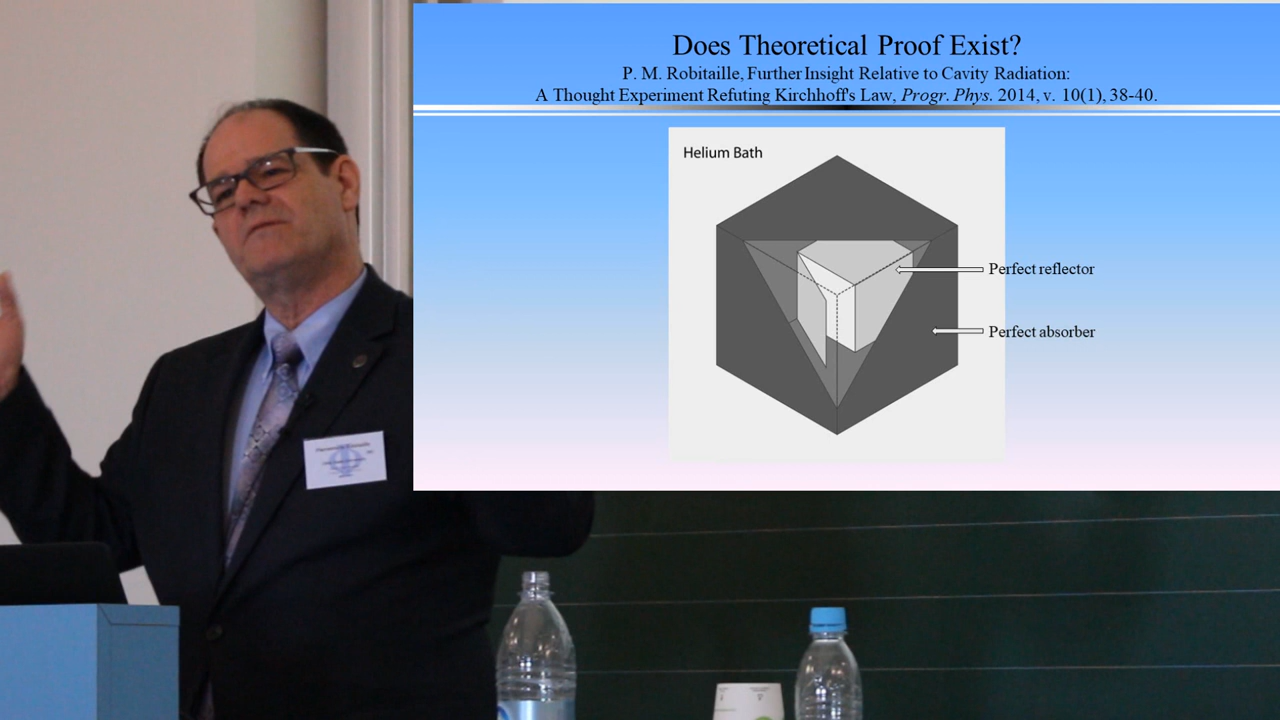 Does Theoretical Proof Exist?
P. M. Robitaille, Further Insight Relative to Cavity Radiation:
A Thought Experiment Refuting Kirchhoff's Law, Progr. Phys. 2014, v. 10(1), 38-40.
Helium Bath
Perfect reflector
Perfect absorber